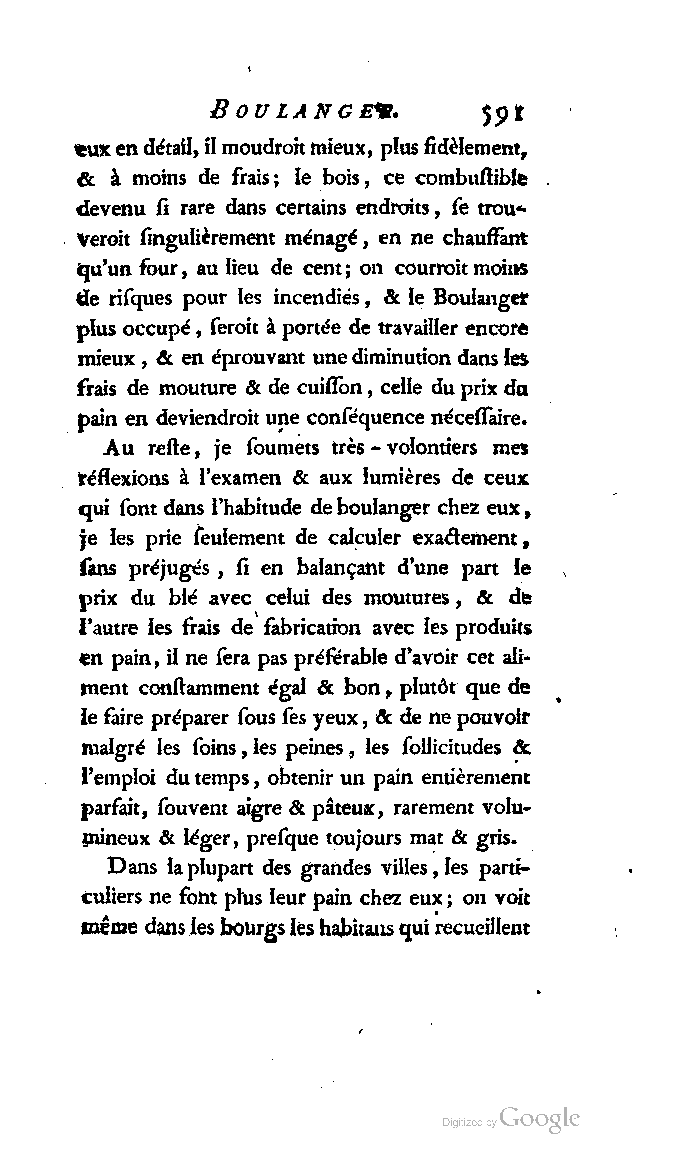 BOULANGER. 591
eux en détail, il moudroit mieux, plus fidèlement,
& à moins de frais; le bois, ce combuſtible
devenu ſi rare dans certains endroits, ſe trou-
veroit ſingulièrement ménagé, en ne chauffant
qu'un four, au lieu de cent; on courroit moins
de riſques pour les incendiés, & le Boulanger
plus occupé, ſeroit à portée de travailler encore
mieux, & en éprouvant une diminution dans les
frais de mouture & de cuiſſon, celle du prix du
pain en deviendroit une conſéquence néceſſaire.
Au reſte, je ſoumets très-volontiers mes
réflexions à l'examen & aux lumières de ceux
qui ſont dans l'habitude de boulanger chez eux,
je les prie ſeulement de calculer exactement,
ſans préjugés, ſi en balançant d'une part le
prix du blé avec celui des moutures, & de
l'autre les frais de fabrication avec les produits
en pain, il ne ſera pas préférable d'avoir cet ali-
ment conſtamment égal & bon, plutôt que de
le faire préparer ſous ſes yeux, & de ne pouvoir
malgré les ſoins, les peines, les ſollicitudes &
l'emploi du temps, obtenir un pain entièrement
parfait, ſouvent aigre & pâteux, rarement volu-
mineux & léger, preſque toujours mat & gris.
Dans la plupart des grandes villes, les parti-
culiers ne font plus leur pain chez eux; on voit
même dans les bourgs les habitans qui recueillent
Digitized by Google